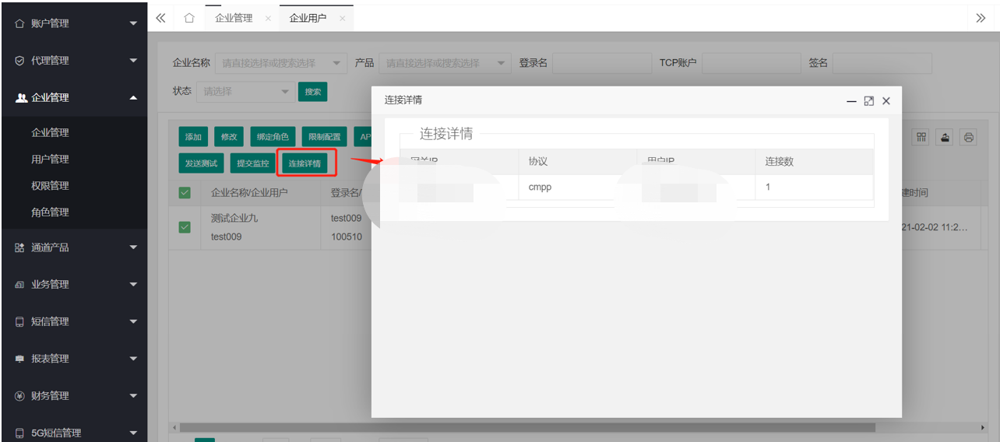 账户管理
代理管理
企业管理
企业管理
用户管理
权限管理
角色管理
通道产品
业务管理
短信管理
报表管理
财务管理
5G短信管理
企业管理
企业用户
企业名称 请直接选择或搜索选择 产品 请直接选择或搜索选择 登录名 TCP账户 签名
状态 请选择 搜索
添加 修改 绑定角色 限制配置 AP
发送测试 提交监控 连接详情
企业名称/企业用户 登录名/ 建时间
测试企业九 test009
test009 100510
21-02-02 11:2...
连接详情
连接详情
网关IP 协议 用户IP 连接数
cmpp 1